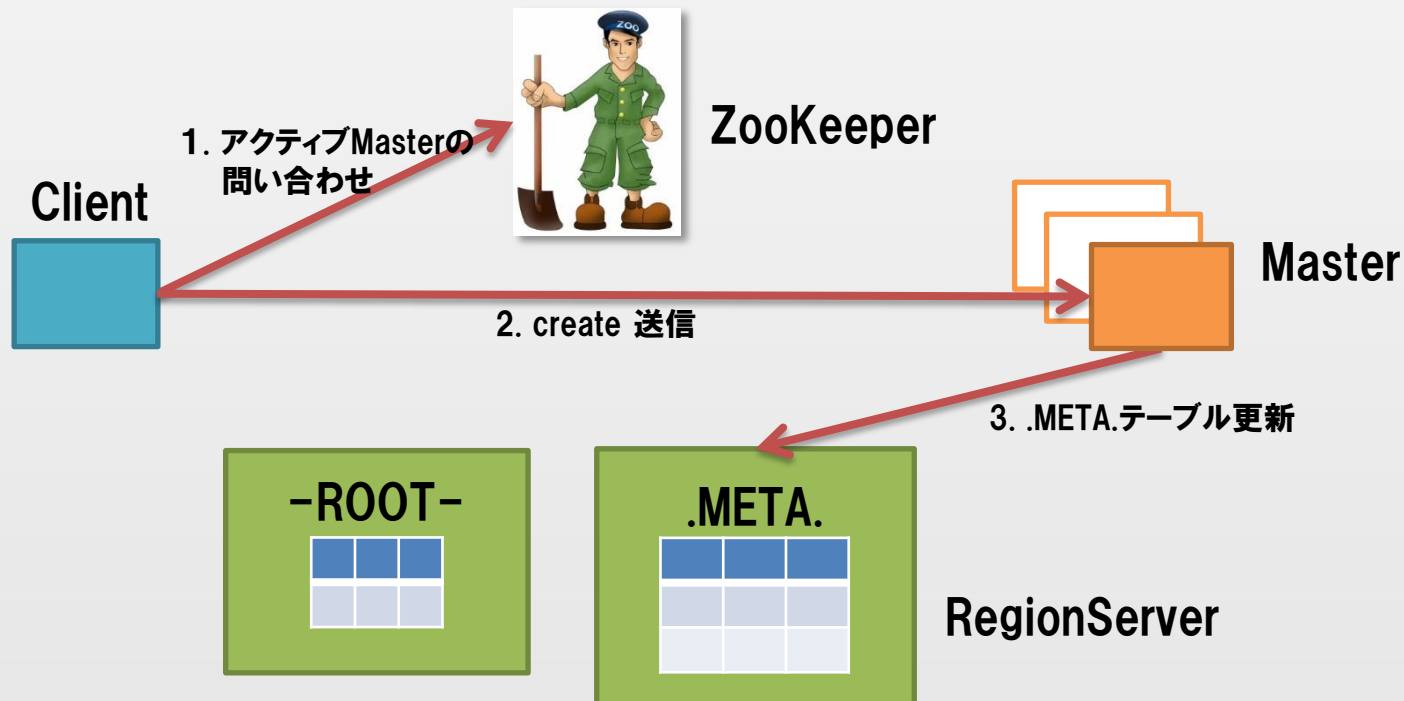 ZOO
ZooKeeper
1. アクティブMasterの
問い合わせ
Client
Master
2. create 送信
3. .META.テーブル更新
-ROOT-
.META.
RegionServer